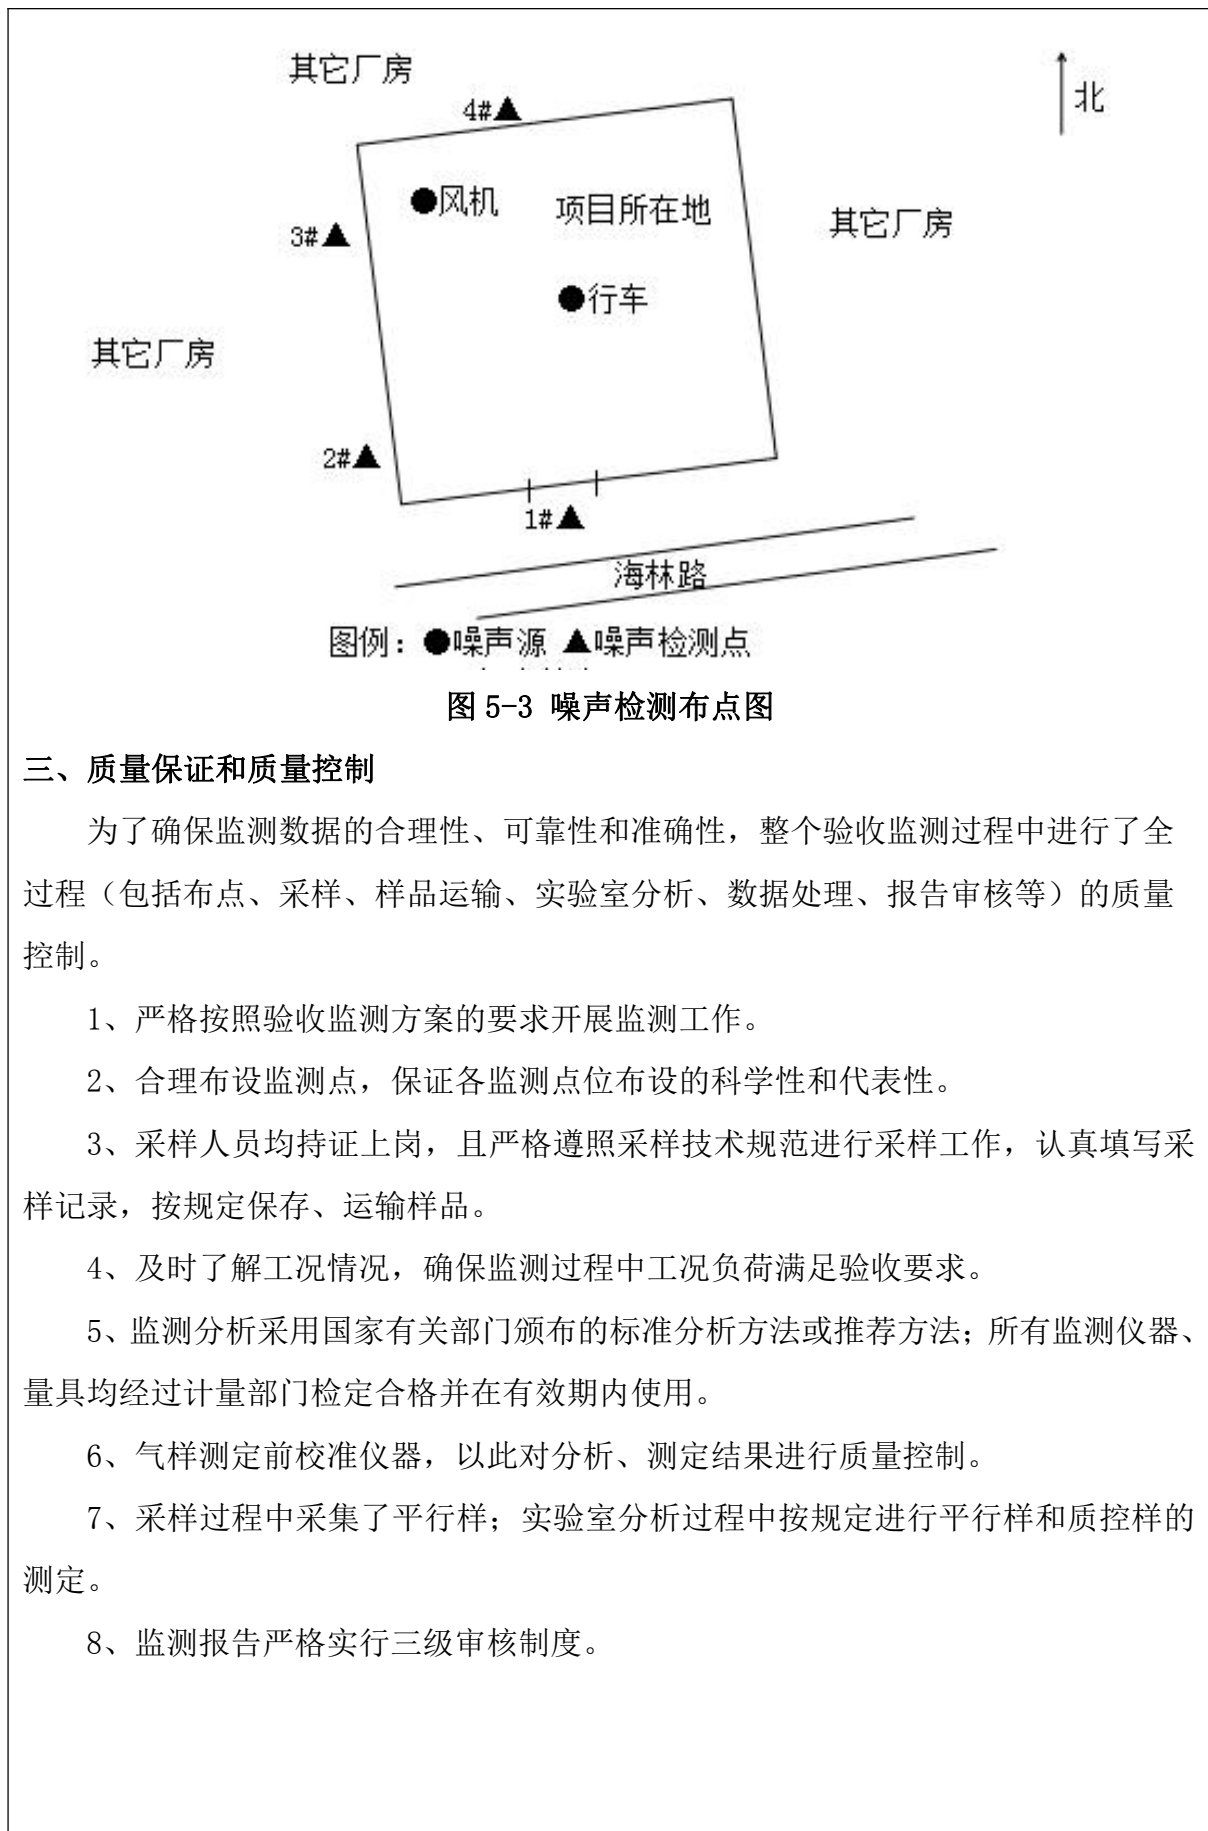 其它厂房
北
4#▲
●风机
项目所在地
其它厂房
3#▲
●行车
其它厂房
2#▲
1#▲
海林路
图例：●噪声源 ▲噪声检测点
图 5-3 噪声检测布点图
三、质量保证和质量控制
为了确保监测数据的合理性、可靠性和准确性，整个验收监测过程中进行了全
过程（包括布点、采样、样品运输、实验室分析、数据处理、报告审核等）的质量
控制。
1、严格按照验收监测方案的要求开展监测工作。
2、合理布设监测点，保证各监测点位布设的科学性和代表性。
3、采样人员均持证上岗，且严格遵照采样技术规范进行采样工作，认真填写采
样记录，按规定保存、运输样品。
4、及时了解工况情况，确保监测过程中工况负荷满足验收要求。
5、监测分析采用国家有关部门颁布的标准分析方法或推荐方法；所有监测仪器、
量具均经过计量部门检定合格并在有效期内使用。
6、气样测定前校准仪器，以此对分析、测定结果进行质量控制。
7、采样过程中采集了平行样；实验室分析过程中按规定进行平行样和质控样的
测定。
8、监测报告严格实行三级审核制度。